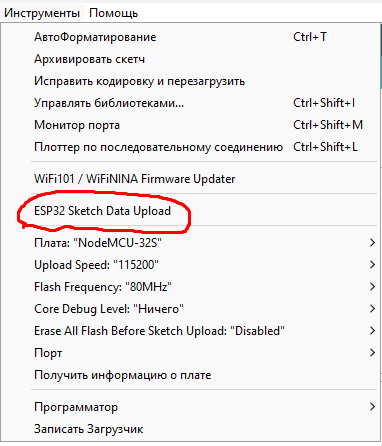 Инструменты Помощь
АвтоФорматирование Ctrl+T
Архивировать скетч
Исправить кодировку и перезагрузить
Управлять библиотеками... Ctrl+Shift+I
Монитор порта Ctrl+Shift+M
Плоттер по последовательному соединению Ctrl+Shift+L
WiFi101 / WiFiNINA Firmware Updater
ESP32 Sketch Data Upload
Плата: "NodeMCU-32S"
Upload Speed: "115200"
Flash Frequency: "80MHz"
Core Debug Level: "Ничего"
Erase All Flash Before Sketch Upload: "Disabled"
Порт
Получить информацию о плате
Программатор
Записать Загрузчик